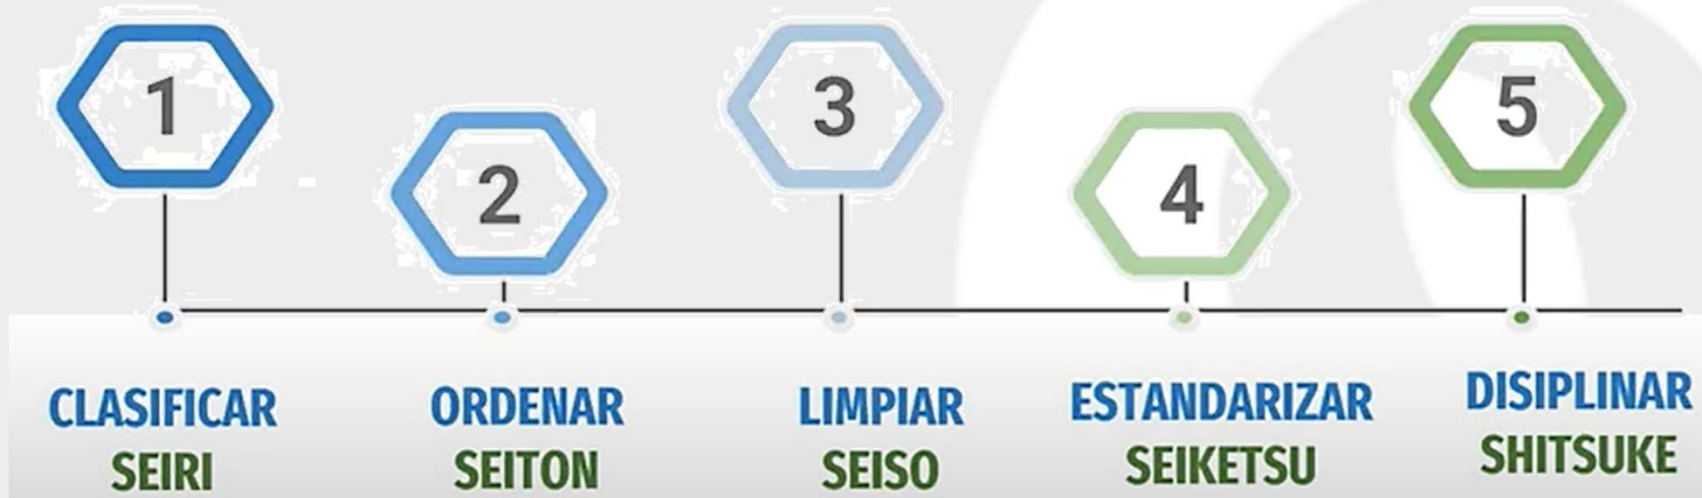 1
2
3
4
5
CLASIFICAR
SEIRI
ORDENAR
SEITON
LIMPIAR
SEISO
ESTANDARIZAR
SEIKETSU
DISIPLINAR
SHITSUKE